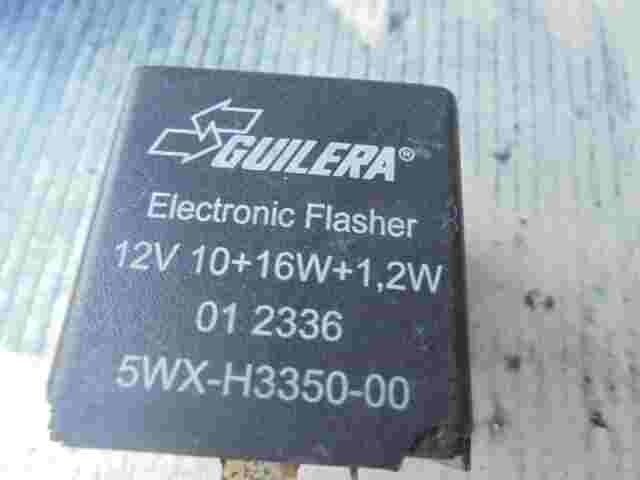 GUILERA®
Electronic Flasher
12V 10+16W+1,2W
01 2336
5WX-H3350-00